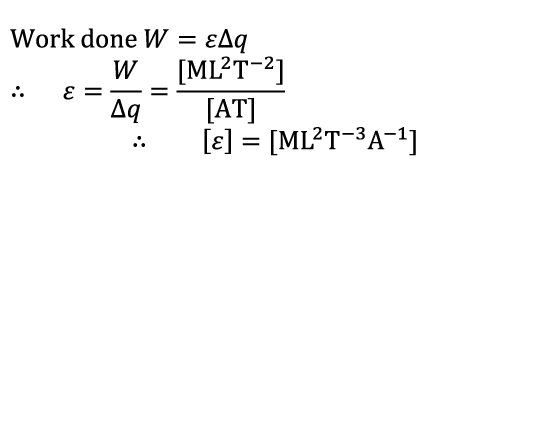 Work done W = εΔq
∴ ε = W/Δq = [ML²T⁻²]/[AT]
∴ [ε] = [ML²T⁻³A⁻¹]